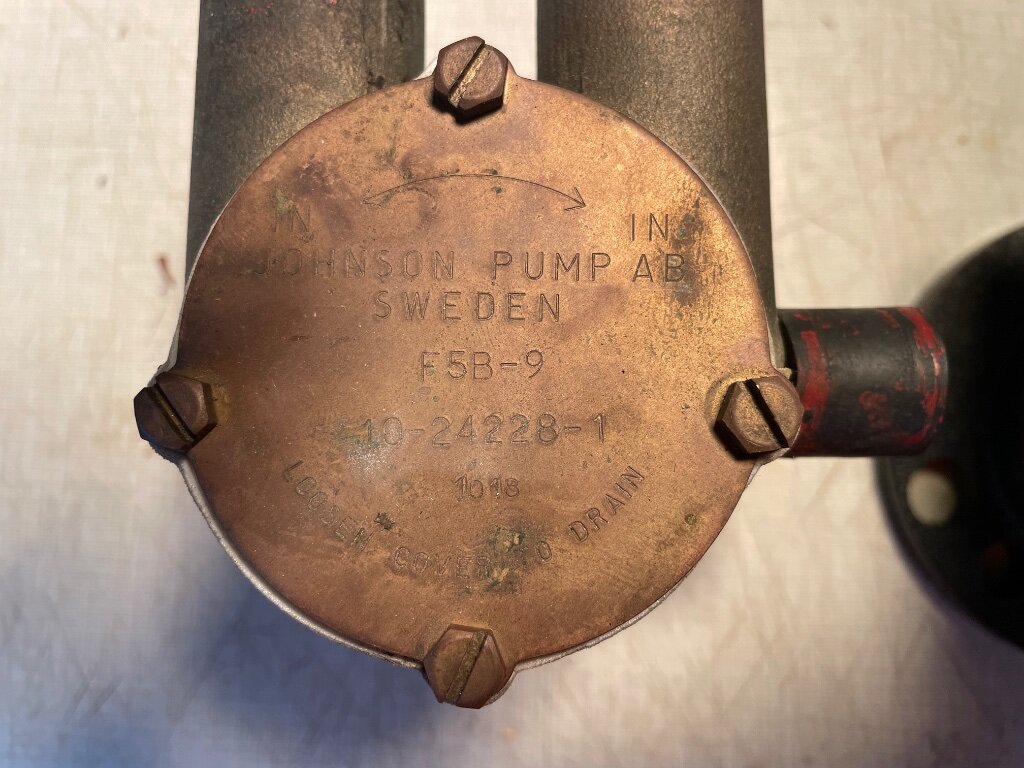 IN IN
JOHNSON PUMP AB
SWEDEN
F5B-9
10-24228-1
1018
LOOSEN COVER TO DRAIN